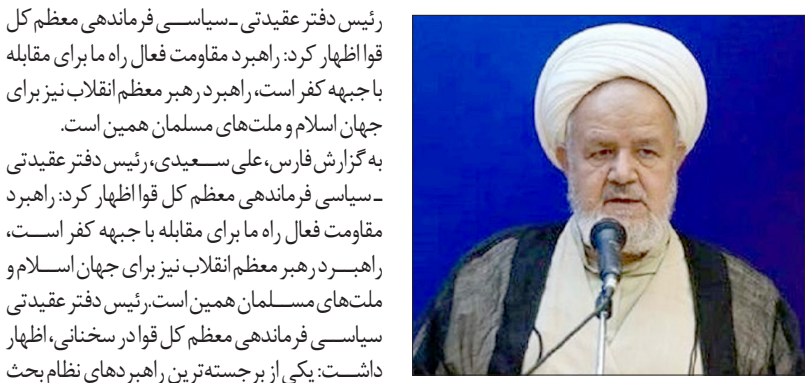 رئیس دفتر عقیدتی ـ سیاسی فرماندهی معظم کل
قوا اظهار کرد: راهبرد مقاومت فعال راه ما برای مقابله
با جبهه کفر است، راهبرد رهبر معظم انقلاب نیز برای
جهان اسلام و ملت‌های مسلمان همین است.
به گزارش فارس، علی سعیدی، رئیس دفتر عقیدتی
ـ سیاسی فرماندهی معظم کل قوا اظهار کرد: راهبرد
مقاومت فعال راه ما برای مقابله با جبهه کفر است،
راهبرد رهبر معظم انقلاب نیز برای جهان اسلام و
ملت‌های مسلمان همین است.رئیس دفتر عقیدتی
سیاسی فرماندهی معظم کل قوا در سخنانی، اظهار
داشت: یکی از برجسته‌ترین راهبردهای نظام بحث